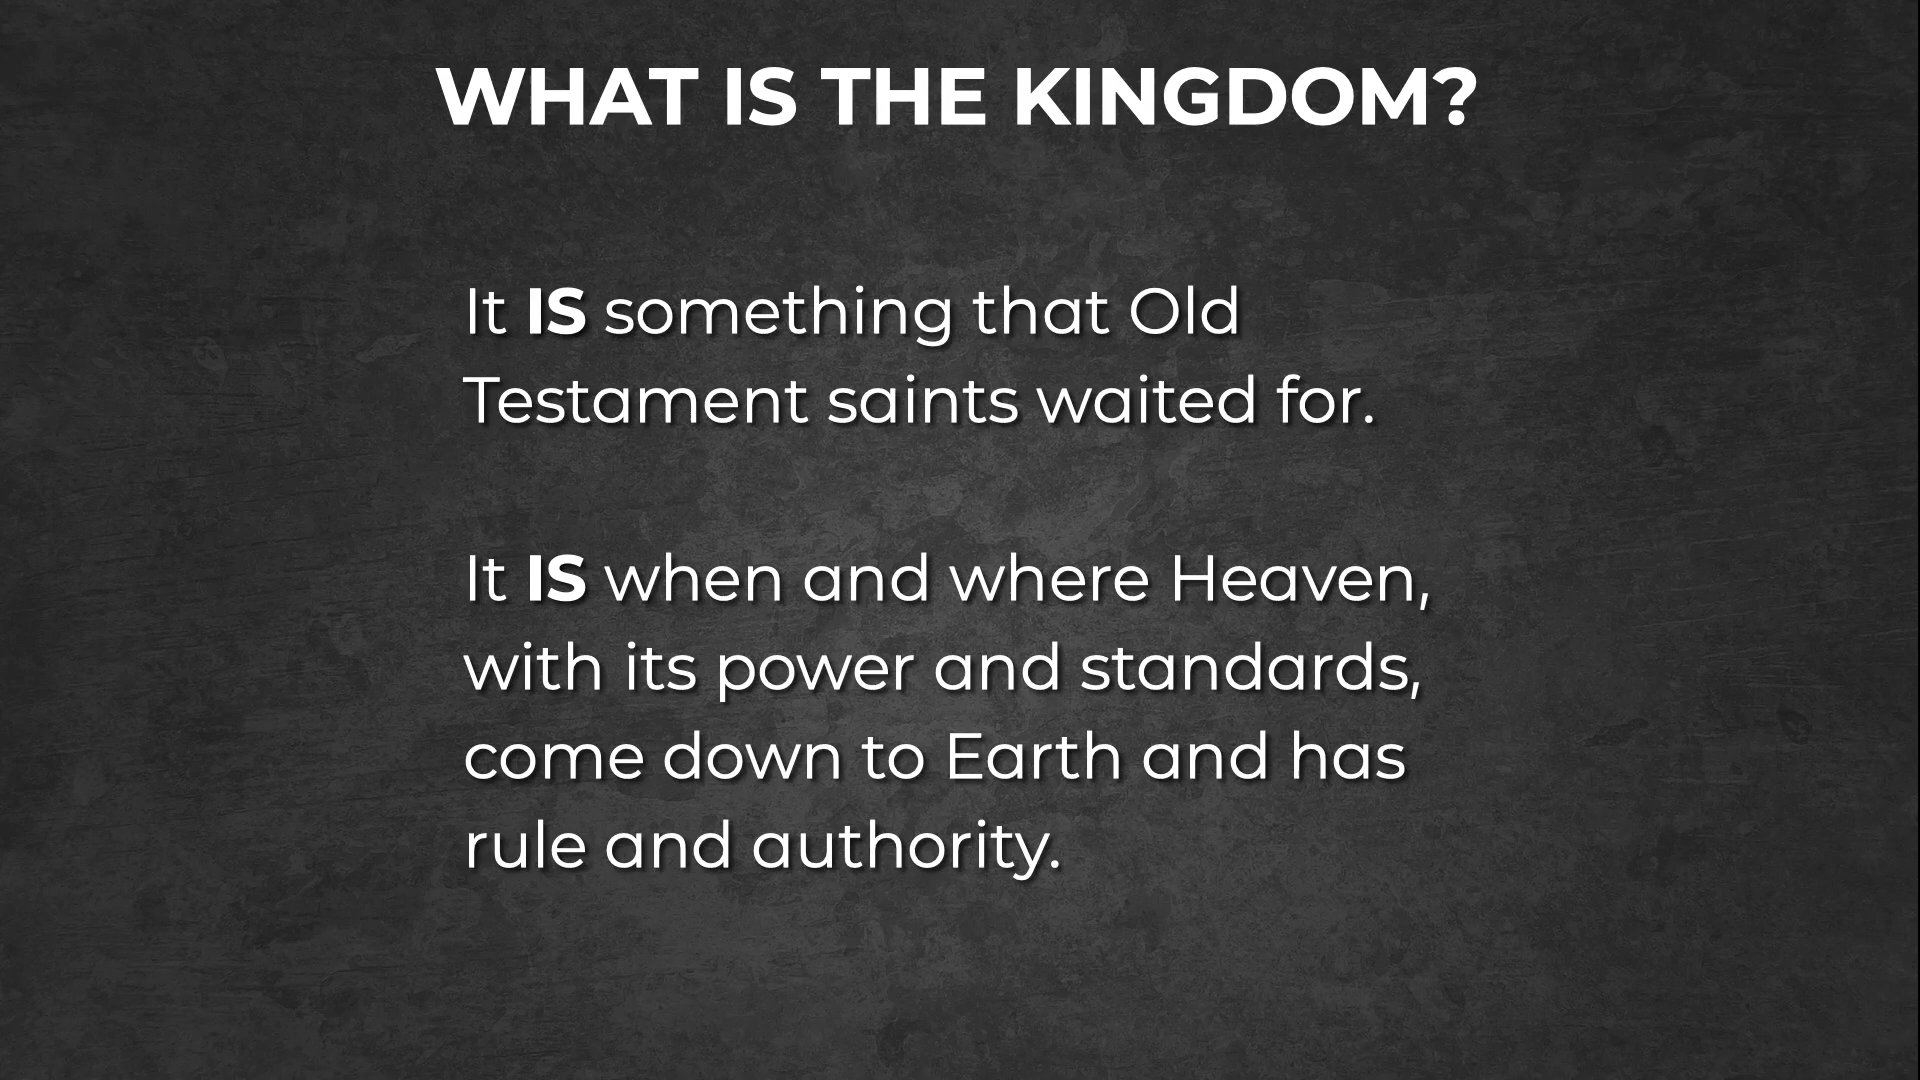 WHAT IS THE KINGDOM?
It IS something that Old
Testament saints waited for.
It IS when and where Heaven,
with its power and standards,
come down to Earth and has
rule and authority.